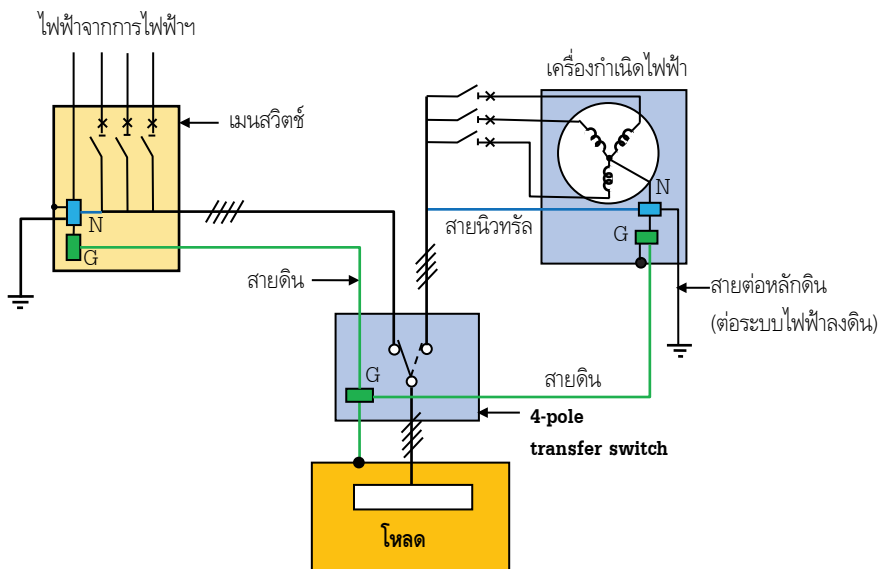 ไฟฟ้าจากการไฟฟ้าฯ
เครื่องกำเนิดไฟฟ้า
เมนสวิตช์
N
N
สายนิวทรัล
G
G
สายดิน
สายต่อหลักดิน
(ต่อระบบไฟฟ้าลงดิน)
G
สายดิน
4-pole
transfer switch
โหลด